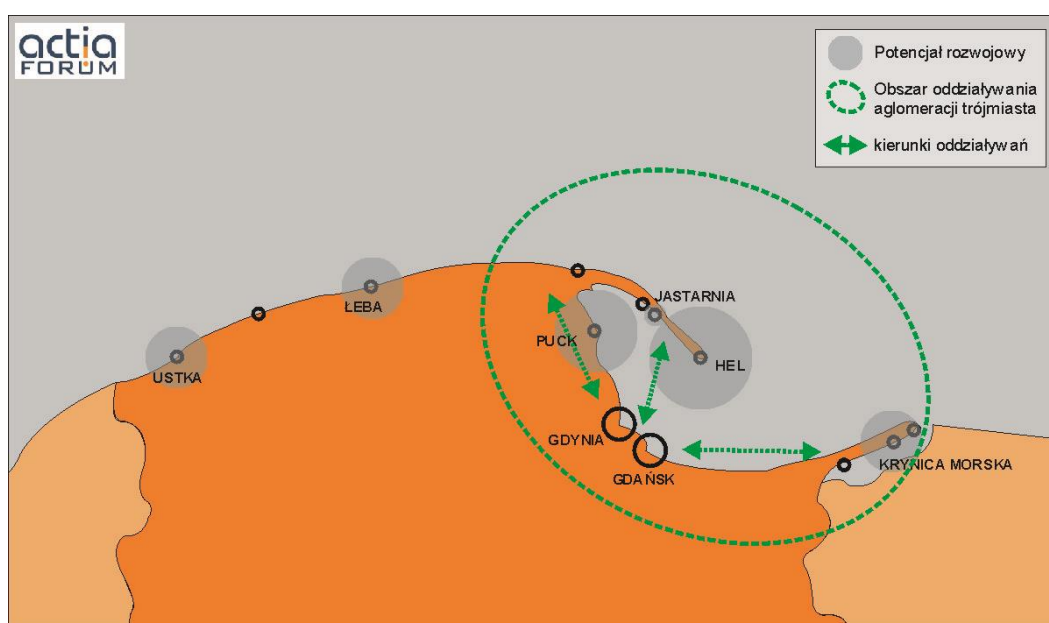 actia
FORUM
Potencjał rozwojowy
Obszar oddziaływania
aglomeracji trójmiasta
kierunki oddziaływań
ŁEBA
JASTARNIA
PUCK
HEL
USTKA
GDYNIA
GDAŃSK
KRYNICA MORSKA